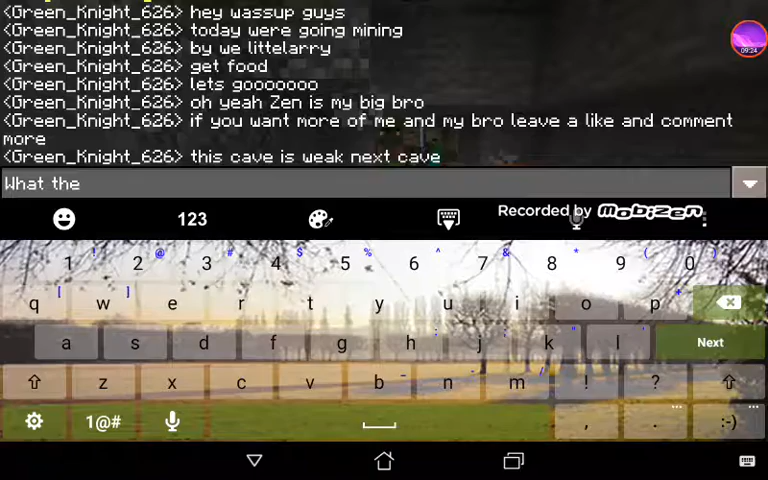 <Green_Knight_626> hey wassup guys
<Green_Knight_626> today were going mining
<Green_Knight_626> by we littelarry
<Green_Knight_626> get food
<Green_Knight_626> lets gooooooo
<Green_Knight_626> oh yeah Zen is my big bro
<Green_Knight_626> if you want more of me and my bro leave a like and comment
more
<Green_Knight_626> this cave is weak next cave
09:24
What the
123
Recorded by mobizen
! @ # $ % ^ & * ( )
1 2 3 4 5 6 7 8 9 0
[ ] +
q w e r t y u i o p
: ; "
a s d f g h j k l Next
- _ /
z x c v b n m ! ?
1@# , . :-)